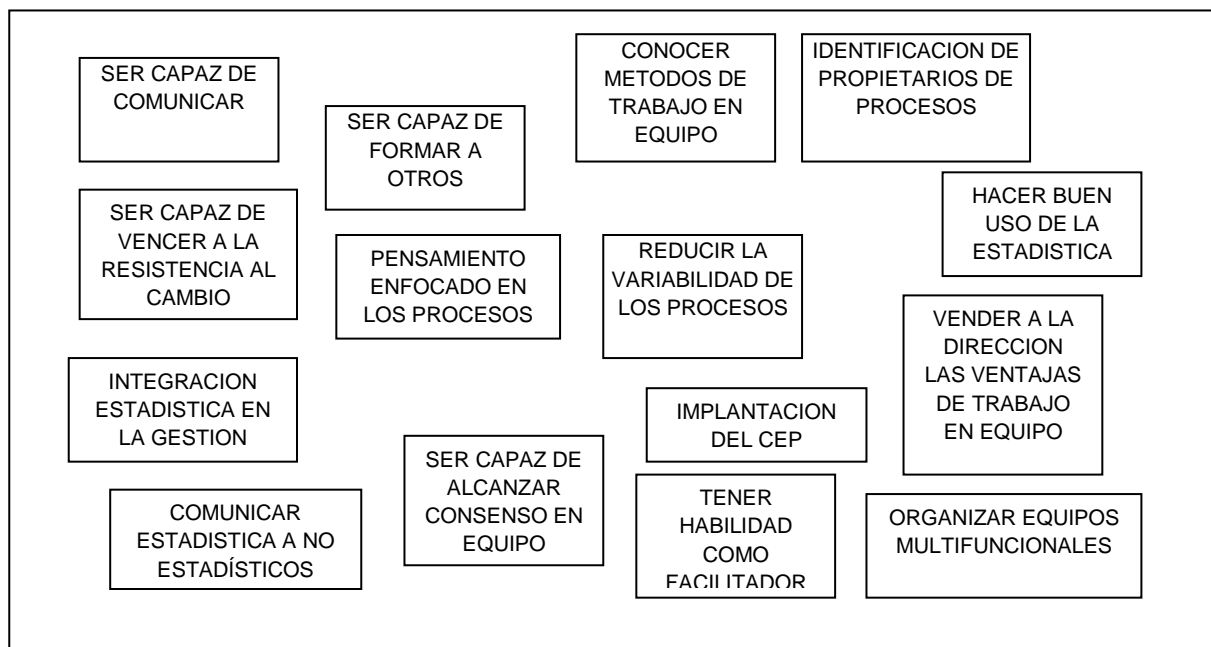 SER CAPAZ DE
COMUNICAR
SER CAPAZ DE
FORMAR A
OTROS
CONOCER
METODOS DE
TRABAJO EN
EQUIPO
IDENTIFICACION DE
PROPIETARIOS DE
PROCESOS
SER CAPAZ DE
VENCER A LA
RESISTENCIA AL
CAMBIO
PENSAMIENTO
ENFOCADO EN
LOS PROCESOS
REDUCIR LA
VARIABILIDAD DE
LOS PROCESOS
HACER BUEN
USO DE LA
ESTADISTICA
INTEGRACION
ESTADISTICA EN
LA GESTION
IMPLANTACION
DEL CEP
VENDER A LA
DIRECCION
LAS VENTAJAS
DE TRABAJO
EN EQUIPO
COMUNICAR
ESTADISTICA A NO
ESTADÍSTICOS
SER CAPAZ DE
ALCANZAR
CONSENSO EN
EQUIPO
TENER
HABILIDAD
COMO
FACILITADOR
ORGANIZAR EQUIPOS
MULTIFUNCIONALES